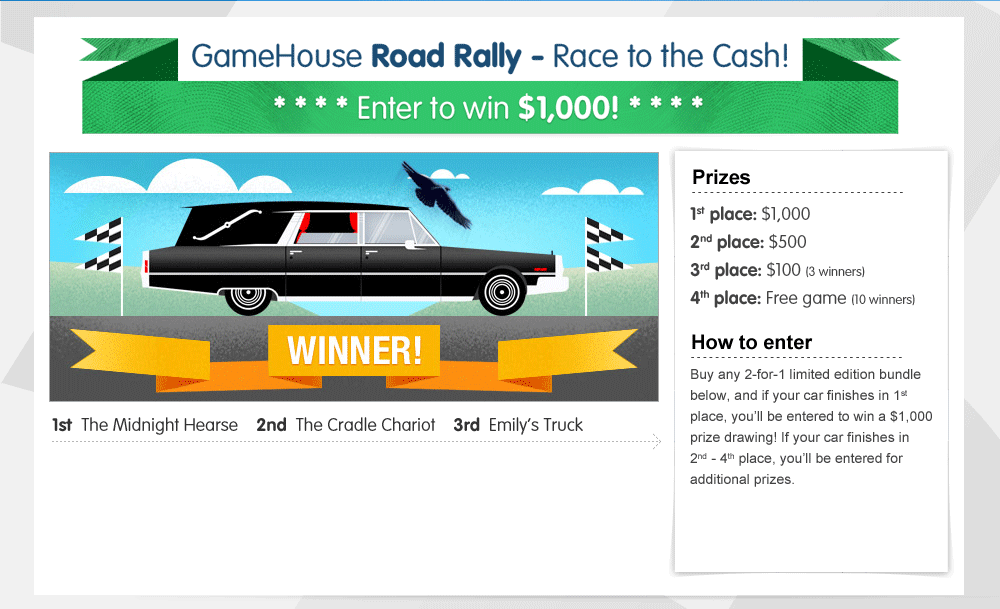 GameHouse Road Rally - Race to the Cash!
* * * * Enter to win $1,000! * * * *
WINNER!
1st The Midnight Hearse 2nd The Cradle Chariot 3rd Emily's Truck
Prizes
1st place: $1,000
2nd place: $500
3rd place: $100 (3 winners)
4th place: Free game (10 winners)
How to enter
Buy any 2-for-1 limited edition bundle
below, and if your car finishes in 1st
place, you'll be entered to win a $1,000
prize drawing! If your car finishes in
2nd - 4th place, you'll be entered for
additional prizes.